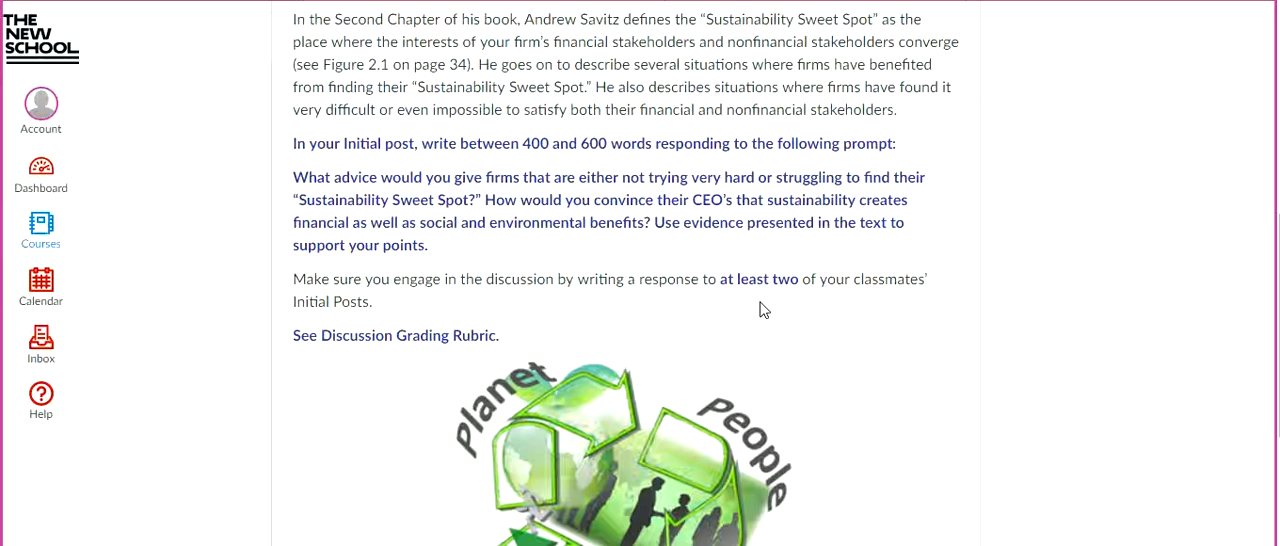 THE
NEW
SCHOOL
Account
Dashboard
Courses
Calendar
Inbox
Help
In the Second Chapter of his book, Andrew Savitz defines the “Sustainability Sweet Spot” as the
place where the interests of your firm’s financial stakeholders and nonfinancial stakeholders converge
(see Figure 2.1 on page 34). He goes on to describe several situations where firms have benefited
from finding their “Sustainability Sweet Spot.” He also describes situations where firms have found it
very difficult or even impossible to satisfy both their financial and nonfinancial stakeholders.
In your Initial post, write between 400 and 600 words responding to the following prompt:
What advice would you give firms that are either not trying very hard or struggling to find their
“Sustainability Sweet Spot?” How would you convince their CEO’s that sustainability creates
financial as well as social and environmental benefits? Use evidence presented in the text to
support your points.
Make sure you engage in the discussion by writing a response to at least two of your classmates’
Initial Posts.
See Discussion Grading Rubric.
Planet
People